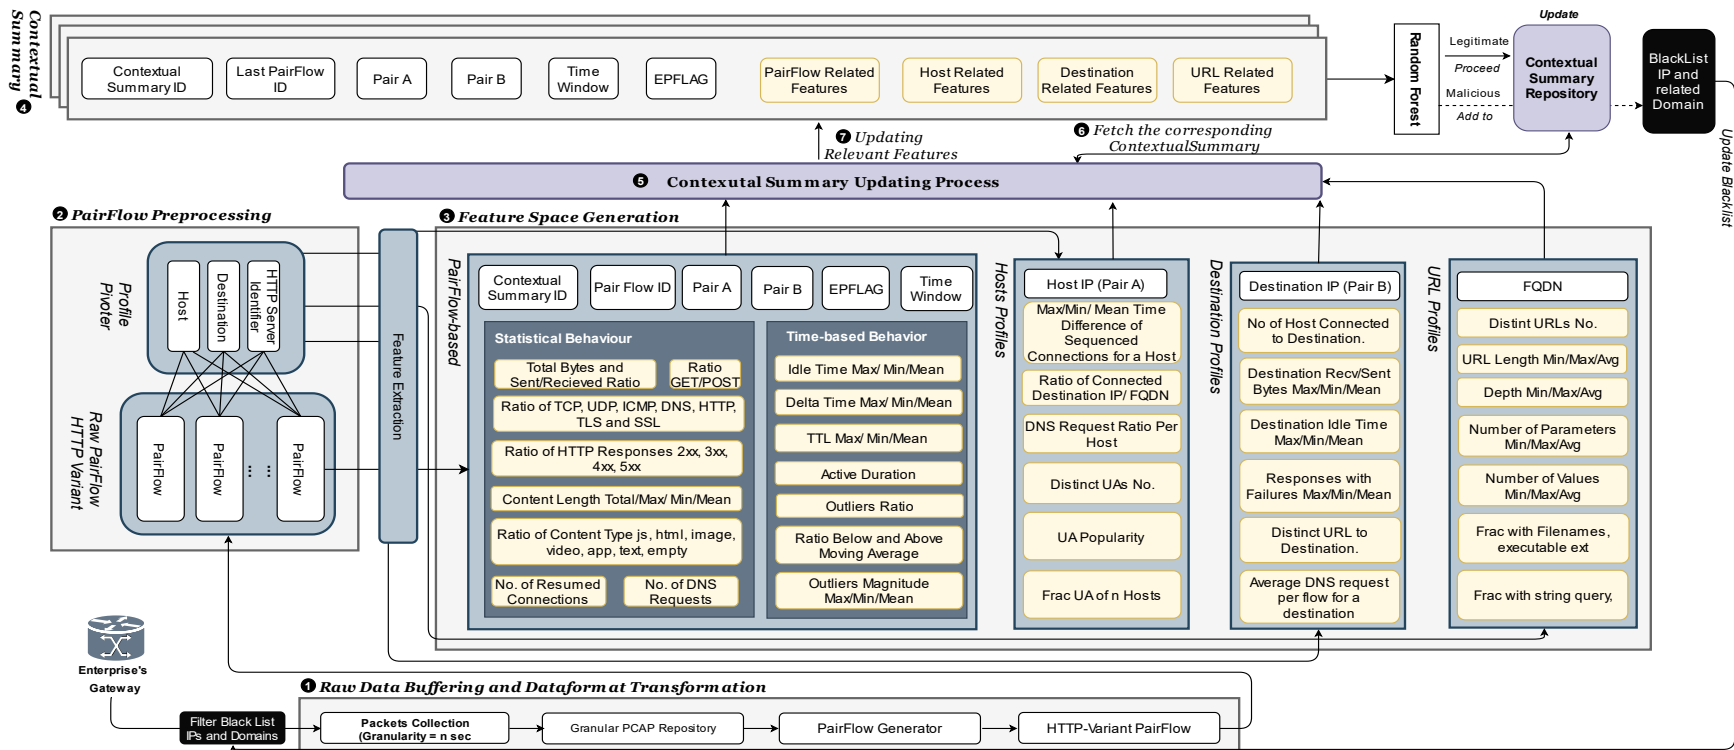 Contextual
Summary
4
Contextual
Summary ID
Last PairFlow
ID
Pair A
Pair B
Time
Window
EPFLAG
PairFlow Related
Features
Host Related
Features
Destination
Related Features
URL Related
Features
Random Forest
Legitimate
Proceed
Malicious
Add to
Update
Contextual
Summary
Repository
BlackList
IP and
related
Domain
Update Blacklist
7 Updating
Relevant Features
6 Fetch the corresponding
ContextualSummary
5 Contexutal Summary Updating Process
2 PairFlow Preprocessing
Profile
Pivoter
Host
Destination
HTTP Server
Identifier
Raw PairFlow
HTTP Variant
PairFlow
PairFlow
...
...
PairFlow
Feature Extraction
3 Feature Space Generation
PairFlow-based
Contextual
Summary ID
Pair Flow ID
Pair A
Pair B
EPFLAG
Time
Window
Statistical Behaviour
Total Bytes and
Sent/Recieved Ratio
Ratio
GET/POST
Ratio of TCP, UDP, ICMP, DNS, HTTP,
TLS and SSL
Ratio of HTTP Responses 2xx, 3xx,
4xx, 5xx
Content Length Total/Max/ Min/Mean
Ratio of Content Type js, html, image,
video, app, text, empty
No. of Resumed
Connections
No. of DNS
Requests
Time-based Behavior
Idle Time Max/ Min/Mean
Delta Time Max/ Min/Mean
TTL Max/ Min/Mean
Active Duration
Outliers Ratio
Ratio Below and Above
Moving Average
Outliers Magnitude
Max/Min/Mean
Hosts Profiles
Host IP (Pair A)
Max/Min/ Mean Time
Difference of
Sequenced
Connections for a Host
Ratio of Connected
Destination IP/ FQDN
DNS Request Ratio Per
Host
Distinct UAs No.
UA Popularity
Frac UA of n Hosts
Destination Profiles
Destination IP (Pair B)
No of Host Connected
to Destination.
Destination Recv/Sent
Bytes Max/Min/Mean
Destination Idle Time
Max/Min/Mean
Responses with
Failures Max/Min/Mean
Distinct URL to
Destination.
Average DNS request
per flow for a
destination
URL Profiles
FQDN
Distint URLs No.
URL Length Min/Max/Avg
Depth Min/Max/Avg
Number of Parameters
Min/Max/Avg
Number of Values
Min/Max/Avg
Frac with Filenames,
executable ext
Frac with string query,
Enterprise's
Gateway
Filter Black List
IPs and Domains
1 Raw Data Buffering and Dataformat Transformation
Packets Collection
(Granularity = n sec
Granular PCAP Repository
PairFlow Generator
HTTP-Variant PairFlow